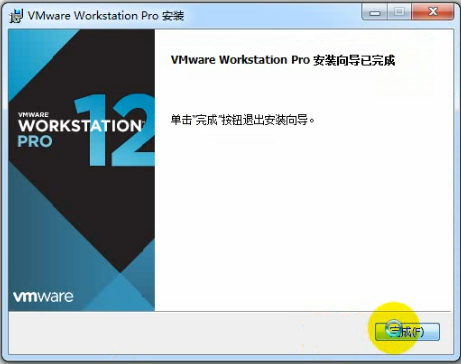 VMware Workstation Pro 安装
VMware Workstation Pro 安装向导已完成
单击"完成"按钮退出安装向导。
VMWARE
WORKSTATION
PRO
12
vmware
完成(F)